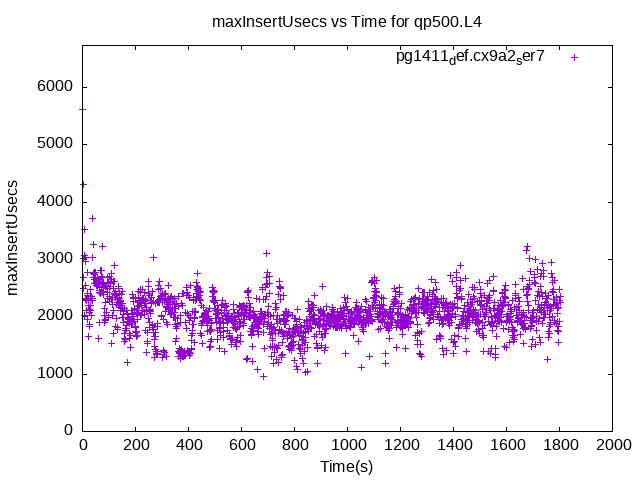 maxInsertUsecs vs Time for qp500.L4
pg1411def.cx9a2ser7
maxInsertUsecs
6000
5000
4000
3000
2000
1000
0
0 200 400 600 800 1000 1200 1400 1600 1800 2000
Time(s)